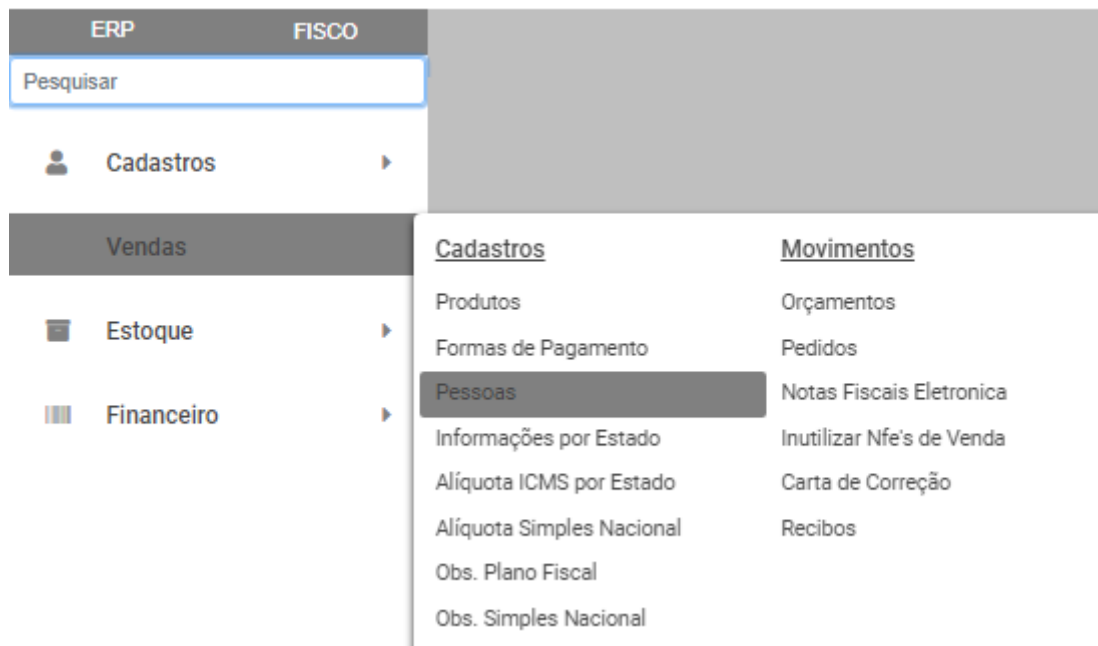 ERP FISCO
Pesquisar
Cadastros
Vendas
Estoque
Financeiro
Cadastros
Produtos
Formas de Pagamento
Pessoas
Informações por Estado
Alíquota ICMS por Estado
Alíquota Simples Nacional
Obs. Plano Fiscal
Obs. Simples Nacional
Movimentos
Orçamentos
Pedidos
Notas Fiscais Eletronica
Inutilizar Nfe's de Venda
Carta de Correção
Recibos